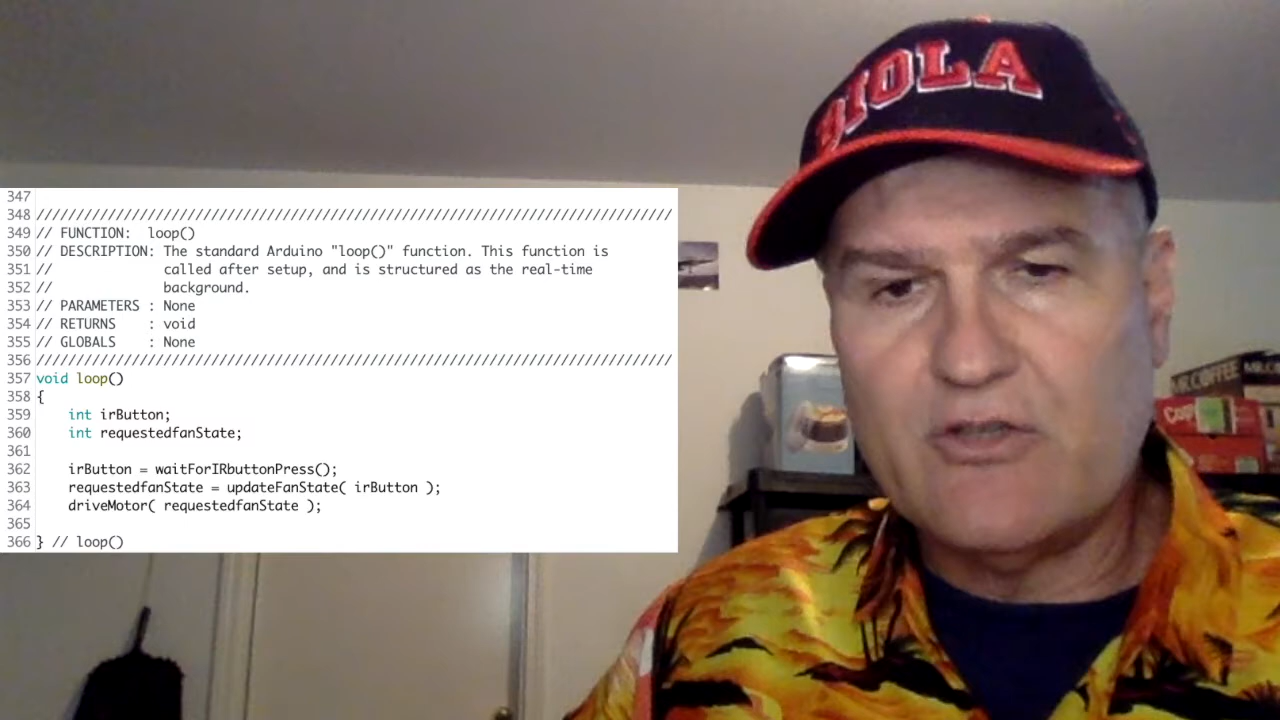 347
348 ////////////////////////////////////////////////////////////////////////////////
349 // FUNCTION:  loop()
350 // DESCRIPTION: The standard Arduino "loop()" function. This function is
351 //              called after setup, and is structured as the real-time
352 //              background.
353 // PARAMETERS : None
354 // RETURNS    : void
355 // GLOBALS    : None
356 ////////////////////////////////////////////////////////////////////////////////
357 void loop()
358 {
359     int irButton;
360     int requestedfanState;
361
362     irButton = waitForIRbuttonPress();
363     requestedfanState = updateFanState( irButton );
364     driveMotor( requestedfanState );
365
366 } // loop()
MR.COFFEE